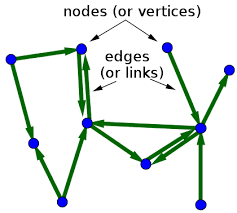 nodes (or vertices)
edges
(or links)